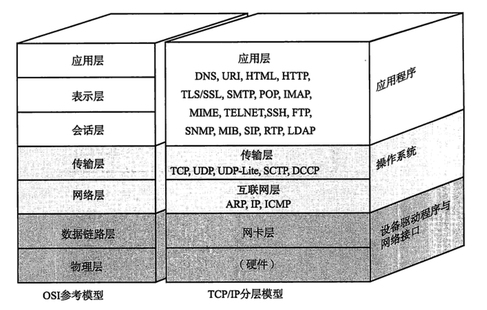 应用层
表示层
会话层
传输层
网络层
数据链路层
物理层
OSI参考模型
应用层
DNS, URI, HTML, HTTP,
TLS/SSL, SMTP, POP, IMAP,
MIME, TELNET,SSH, FTP,
SNMP, MIB, SIP, RTP, LDAP
传输层
TCP, UDP, UDP-Lite, SCTP, DCCP
互联网层
ARP, IP, ICMP
网卡层
(硬件)
TCP/IP分层模型
应用程序
操作系统
设备驱动程序与
网络接口